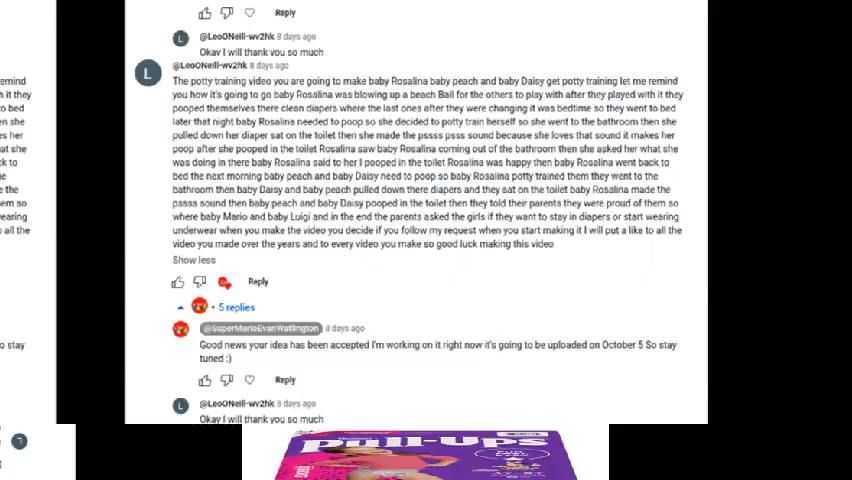 Reply
@LeoONeill-wv2hk 8 days ago
Okay I will thank you so much
@LeoONeill-wv2hk 8 days ago
The potty training video you are going to make baby Rosalina baby peach and baby Daisy get potty training let me remind
you how it's going to go baby Rosalina was blowing up a beach Ball for the others to play with after they played with it they
pooped themselves there clean diapers where the last ones after they were changing it was bedtime so they went to bed
later that night baby Rosalina needed to poop so she decided to potty train herself so she went to the bathroom then she
pulled down her diaper sat on the toilet then she made the pssss psss sound because she loves that sound it makes her
poop after she pooped in the toilet Rosalina saw baby Rosalina coming out of the bathroom then she asked her what she
was doing in there baby Rosalina said to her I pooped in the toilet Rosalina was happy then baby Rosalina went back to
bed the next morning baby peach and baby Daisy need to poop so baby Rosalina potty trained them they went to the
bathroom then baby Daisy and baby peach pulled down there diapers and they sat on the toilet baby Rosalina made the
pssss sound then baby peach and baby Daisy pooped in the toilet then they told their parents they were proud of them so
where baby Mario and baby Luigi and in the end the parents asked the girls if they want to stay in diapers or start wearing
underwear when you make the video you decide if you follow my request when you start making it I will put a like to all the
video you made over the years and to every video you make so good luck making this video
Show less
Reply
5 replies
@SuperMarioEvanWatlington 8 days ago
Good news your idea has been accepted I'm working on it right now it's going to be uploaded on October 5 So stay
tuned :)
Reply
@LeoONeill-wv2hk 8 days ago
Okay I will thank you so much
Pull-Ups